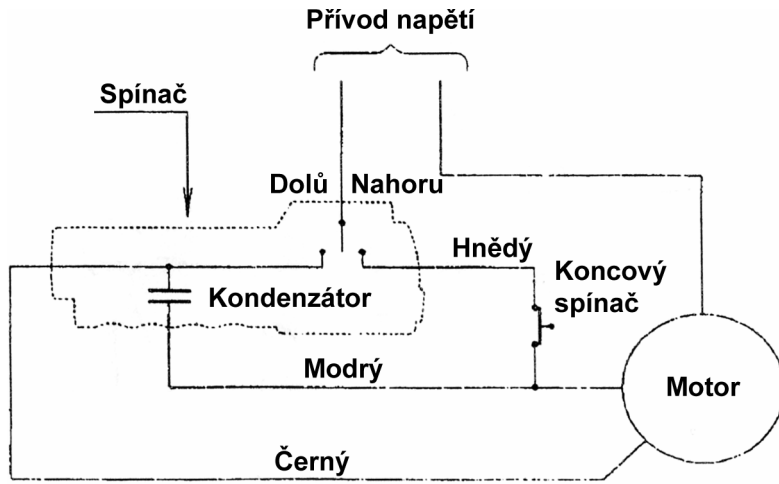 Přívod napětí
Spínač
Dolů Nahoru
Hnědý
Koncový
spínač
Kondenzátor
Modrý
Motor
Černý